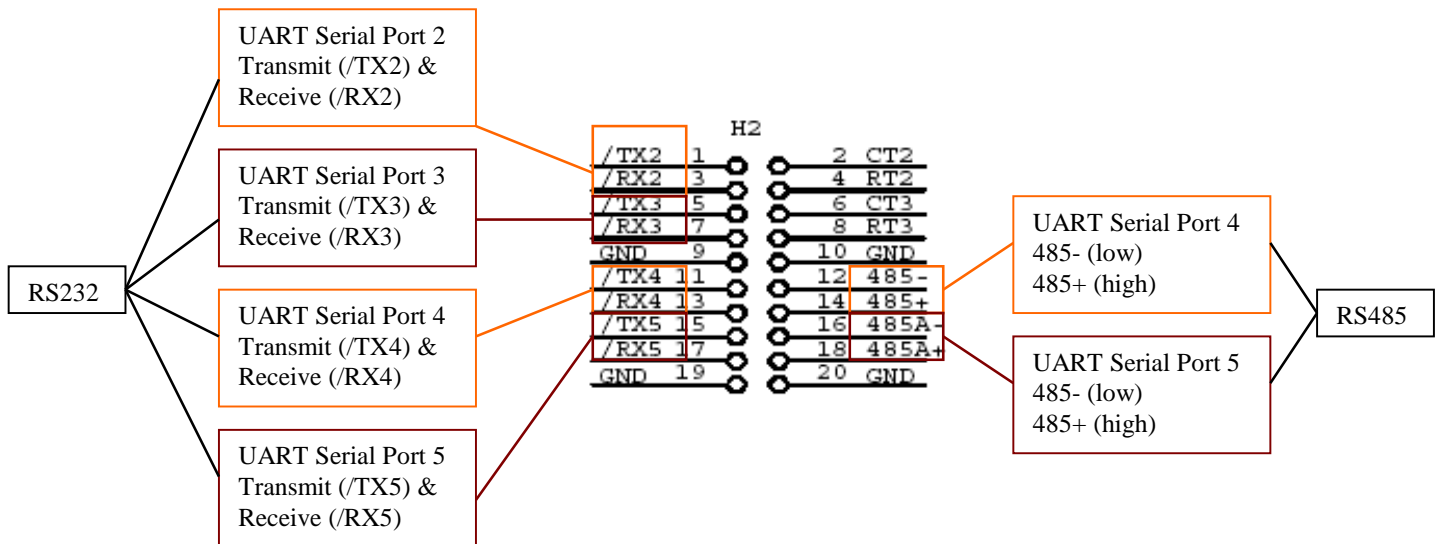 UART Serial Port 2
Transmit (/TX2) &
Receive (/RX2)
UART Serial Port 3
Transmit (/TX3) &
Receive (/RX3)
RS232
UART Serial Port 4
Transmit (/TX4) &
Receive (/RX4)
UART Serial Port 5
Transmit (/TX5) &
Receive (/RX5)
H2
/TX2 1 2 CT2
/RX2 3 4 RT2
/TX3 5 6 CT3
/RX3 7 8 RT3
GND 9 10 GND
/TX4 11 12 485-
/RX4 13 14 485+
/TX5 15 16 485A-
/RX5 17 18 485A+
GND 19 20 GND
UART Serial Port 4
485- (low)
485+ (high)
UART Serial Port 5
485- (low)
485+ (high)
RS485